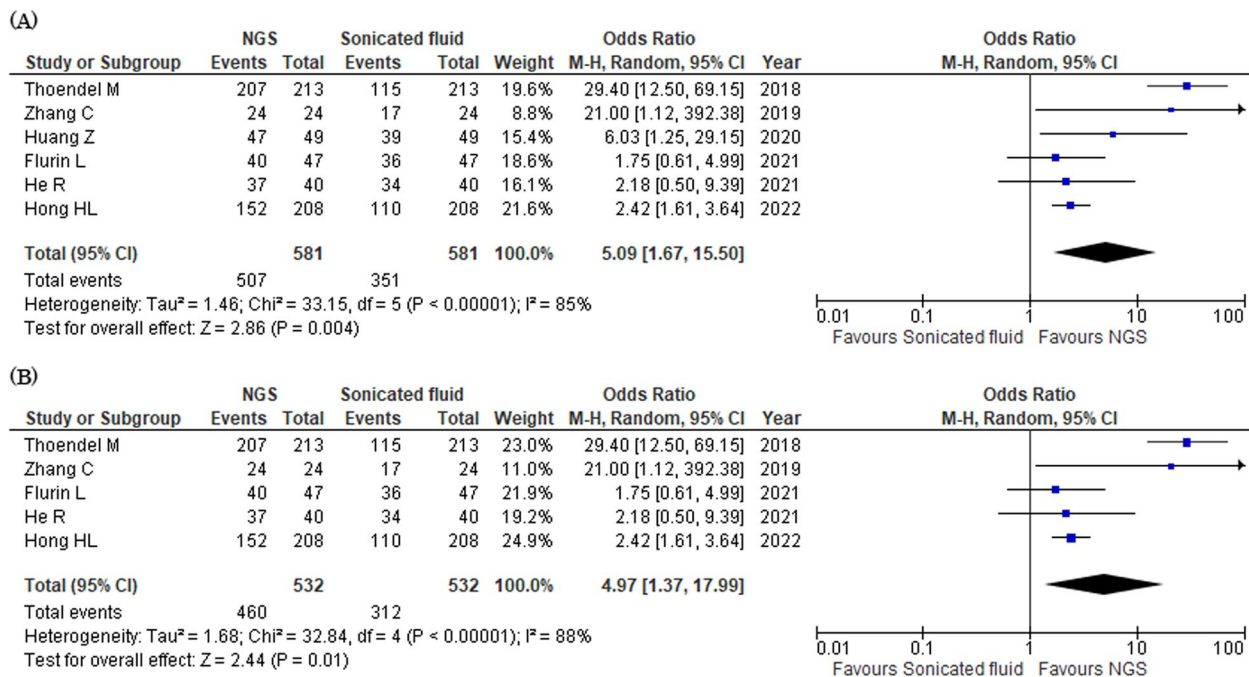 (A)
NGS Sonicated fluid Odds Ratio Odds Ratio
Study or Subgroup Events Total Events Total Weight M-H, Random, 95% CI Year M-H, Random, 95% CI
Thoendel M 207 213 115 213 19.6% 29.40 [12.50, 69.15] 2018
Zhang C 24 24 17 24 8.8% 21.00 [1.12, 392.38] 2019
Huang Z 47 49 39 49 15.4% 6.03 [1.25, 29.15] 2020
Flurin L 40 47 36 47 18.6% 1.75 [0.61, 4.99] 2021
He R 37 40 34 40 16.1% 2.18 [0.50, 9.39] 2021
Hong HL 152 208 110 208 21.6% 2.42 [1.61, 3.64] 2022
Total (95% CI) 581 581 100.0% 5.09 [1.67, 15.50]
Total events 507 351
Heterogeneity: Tau² = 1.46; Chi² = 33.15, df = 5 (P < 0.00001); I² = 85%
Test for overall effect: Z = 2.86 (P = 0.004)
0.01 0.1 1 10 100
Favours Sonicated fluid Favours NGS
(B)
NGS Sonicated fluid Odds Ratio Odds Ratio
Study or Subgroup Events Total Events Total Weight M-H, Random, 95% CI Year M-H, Random, 95% CI
Thoendel M 207 213 115 213 23.0% 29.40 [12.50, 69.15] 2018
Zhang C 24 24 17 24 11.0% 21.00 [1.12, 392.38] 2019
Flurin L 40 47 36 47 21.9% 1.75 [0.61, 4.99] 2021
He R 37 40 34 40 19.2% 2.18 [0.50, 9.39] 2021
Hong HL 152 208 110 208 24.9% 2.42 [1.61, 3.64] 2022
Total (95% CI) 532 532 100.0% 4.97 [1.37, 17.99]
Total events 460 312
Heterogeneity: Tau² = 1.68; Chi² = 32.84, df = 4 (P < 0.00001); I² = 88%
Test for overall effect: Z = 2.44 (P = 0.01)
0.01 0.1 1 10 100
Favours Sonicated fluid Favours NGS